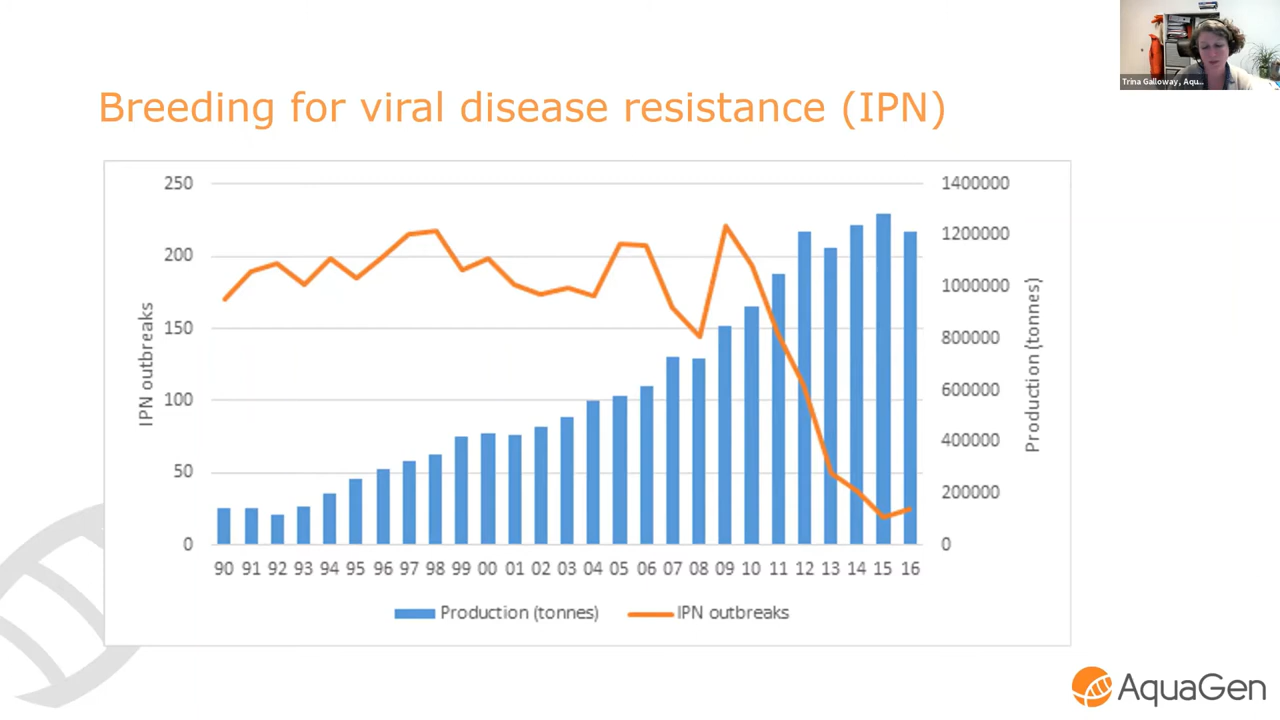 Trina Galloway, Aqu...
Breeding for viral disease resistance (IPN)
250
200
150
100
50
0
IPN outbreaks
1400000
1200000
1000000
800000
600000
400000
200000
0
Production (tonnes)
90 91 92 93 94 95 96 97 98 99 00 01 02 03 04 05 06 07 08 09 10 11 12 13 14 15 16
Production (tonnes) IPN outbreaks
AquaGen